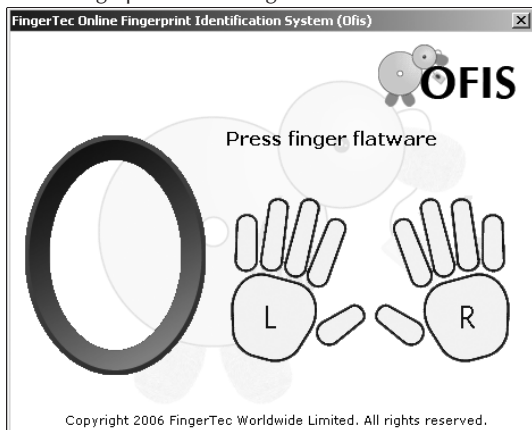 FingerTec Online Fingerprint Identification System (Ofis)
OFIS
Press finger flatware
L R
Copyright 2006 FingerTec Worldwide Limited. All rights reserved.